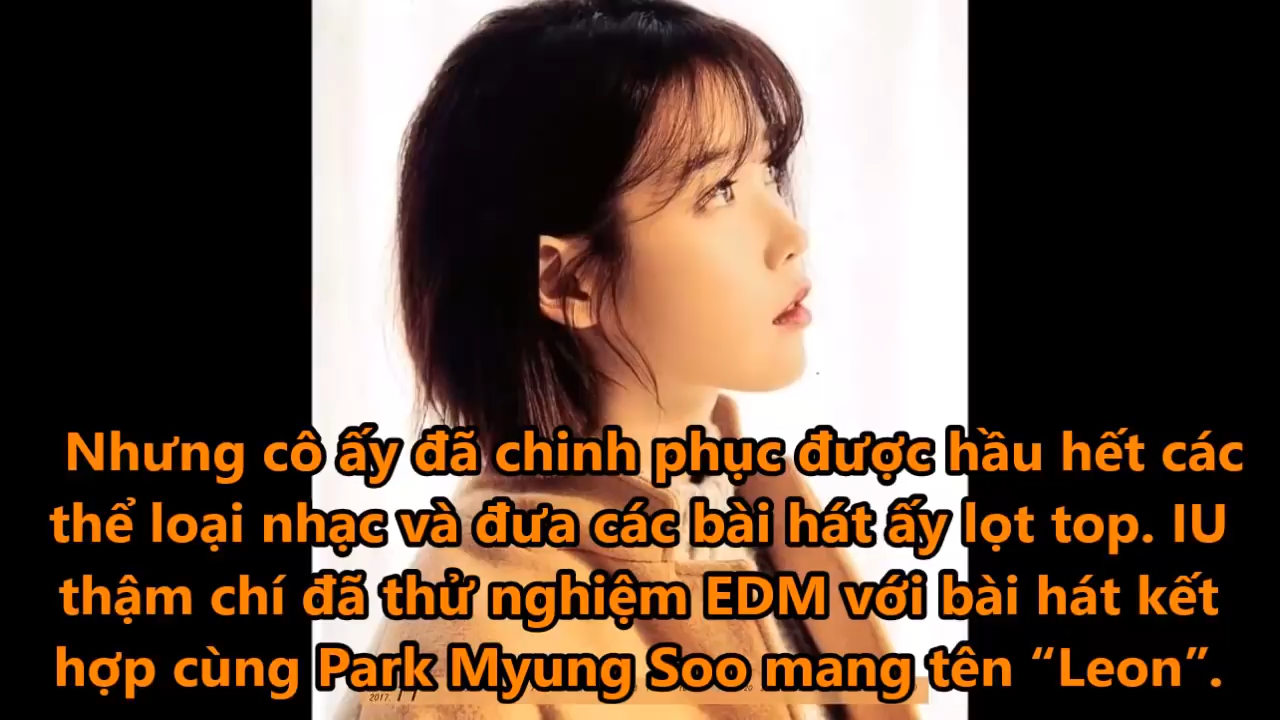 Nhưng cô ấy đã chinh phục được hầu hết các
thể loại nhạc và đưa các bài hát ấy lọt top. IU
thậm chí đã thử nghiệm EDM với bài hát kết
hợp cùng Park Myung Soo mang tên “Leon”.
2017. 11